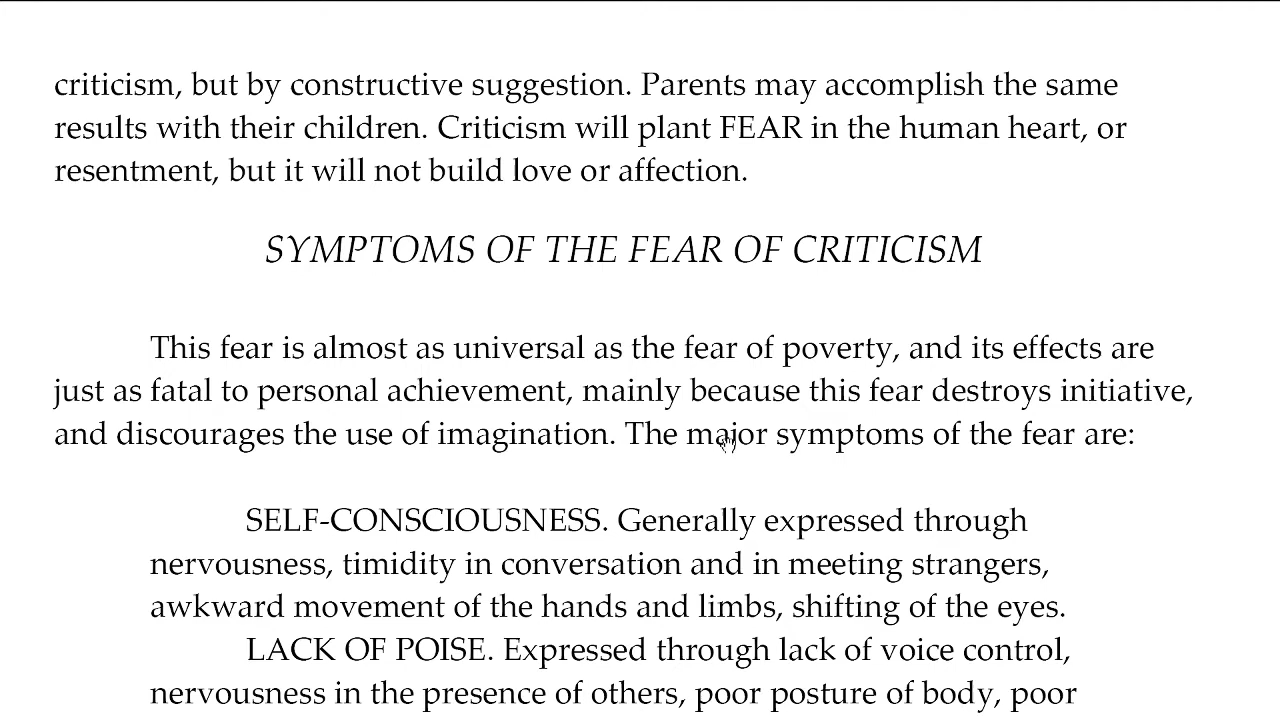 criticism, but by constructive suggestion. Parents may accomplish the same
results with their children. Criticism will plant FEAR in the human heart, or
resentment, but it will not build love or affection.
SYMPTOMS OF THE FEAR OF CRITICISM
This fear is almost as universal as the fear of poverty, and its effects are
just as fatal to personal achievement, mainly because this fear destroys initiative,
and discourages the use of imagination. The major symptoms of the fear are:
SELF-CONSCIOUSNESS. Generally expressed through
nervousness, timidity in conversation and in meeting strangers,
awkward movement of the hands and limbs, shifting of the eyes.
LACK OF POISE. Expressed through lack of voice control,
nervousness in the presence of others, poor posture of body, poor